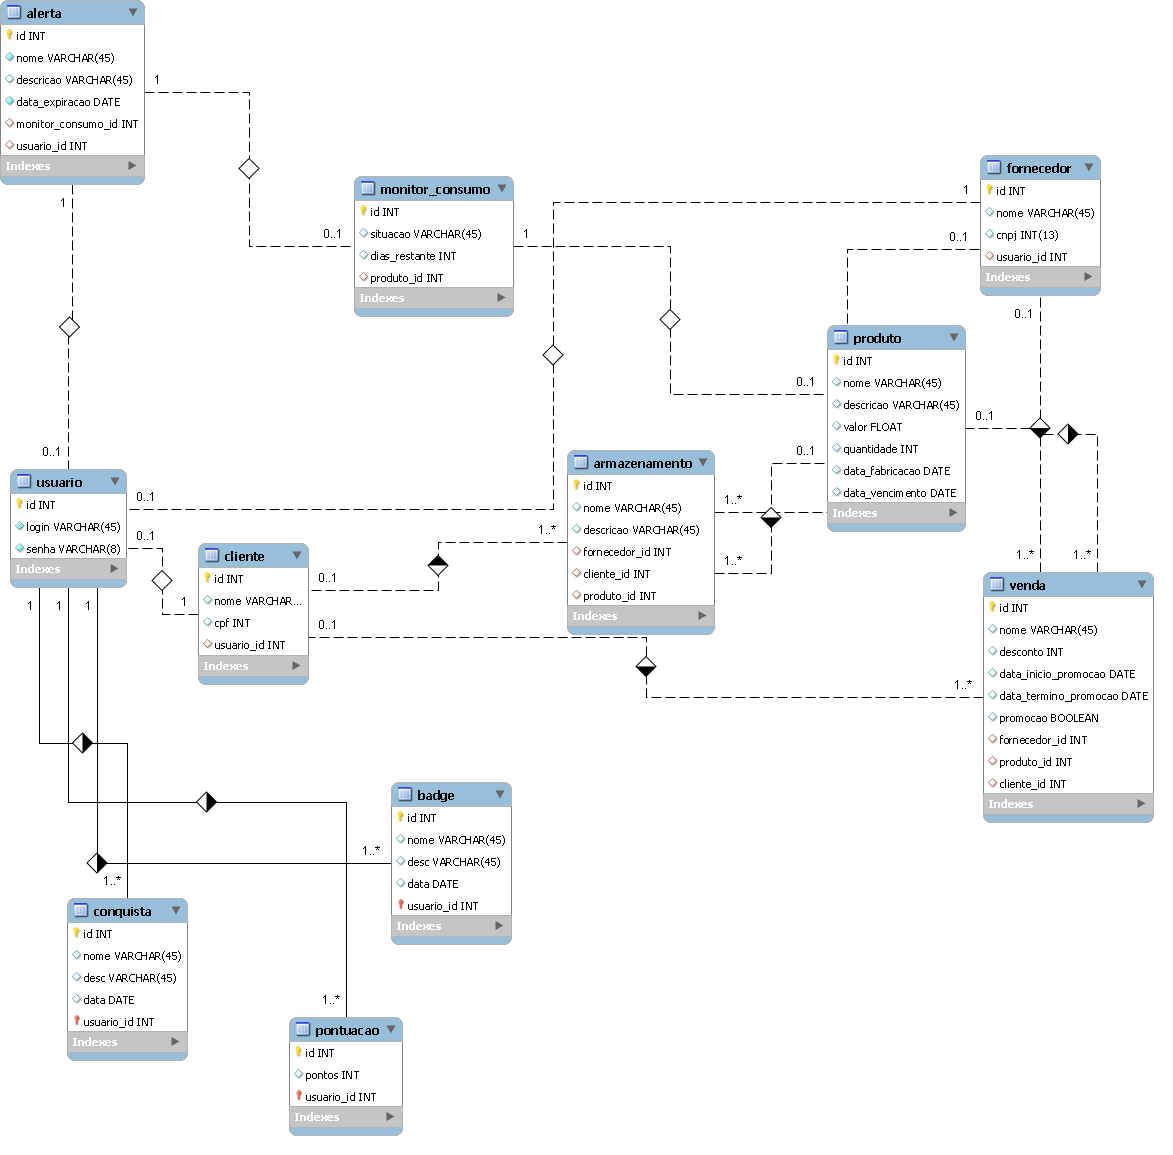 alerta
id INT
nome VARCHAR(45)
descricao VARCHAR(45)
data_expiracao DATE
monitor_consumo_id INT
usuario_id INT
Indexes
1
0..1
1
0..1
monitor_consumo
id INT
situacao VARCHAR(45)
dias_restante INT
produto_id INT
Indexes
1
0..1
fornecedor
id INT
nome VARCHAR(45)
cnpj INT(13)
usuario_id INT
Indexes
1
0..1
0..1
produto
id INT
nome VARCHAR(45)
descricao VARCHAR(45)
valor FLOAT
quantidade INT
data_fabricacao DATE
data_vencimento DATE
Indexes
0..1
0..1
usuario
id INT
login VARCHAR(45)
senha VARCHAR(8)
Indexes
0..1
0..1
1
1
1
1
cliente
id INT
nome VARCHAR...
cpf INT
usuario_id INT
Indexes
0..1
0..1
armazenamento
id INT
nome VARCHAR(45)
descricao VARCHAR(45)
fornecedor_id INT
cliente_id INT
produto_id INT
Indexes
1..*
1..*
1..*
venda
id INT
nome VARCHAR(45)
desconto INT
data_inicio_promocao DATE
data_termino_promocao DATE
promocao BOOLEAN
fornecedor_id INT
produto_id INT
cliente_id INT
Indexes
1..*
1..*
1..*
badge
id INT
nome VARCHAR(45)
desc VARCHAR(45)
data DATE
usuario_id INT
Indexes
1..*
conquista
id INT
nome VARCHAR(45)
desc VARCHAR(45)
data DATE
usuario_id INT
Indexes
1..*
pontuacao
id INT
pontos INT
usuario_id INT
Indexes
1..*